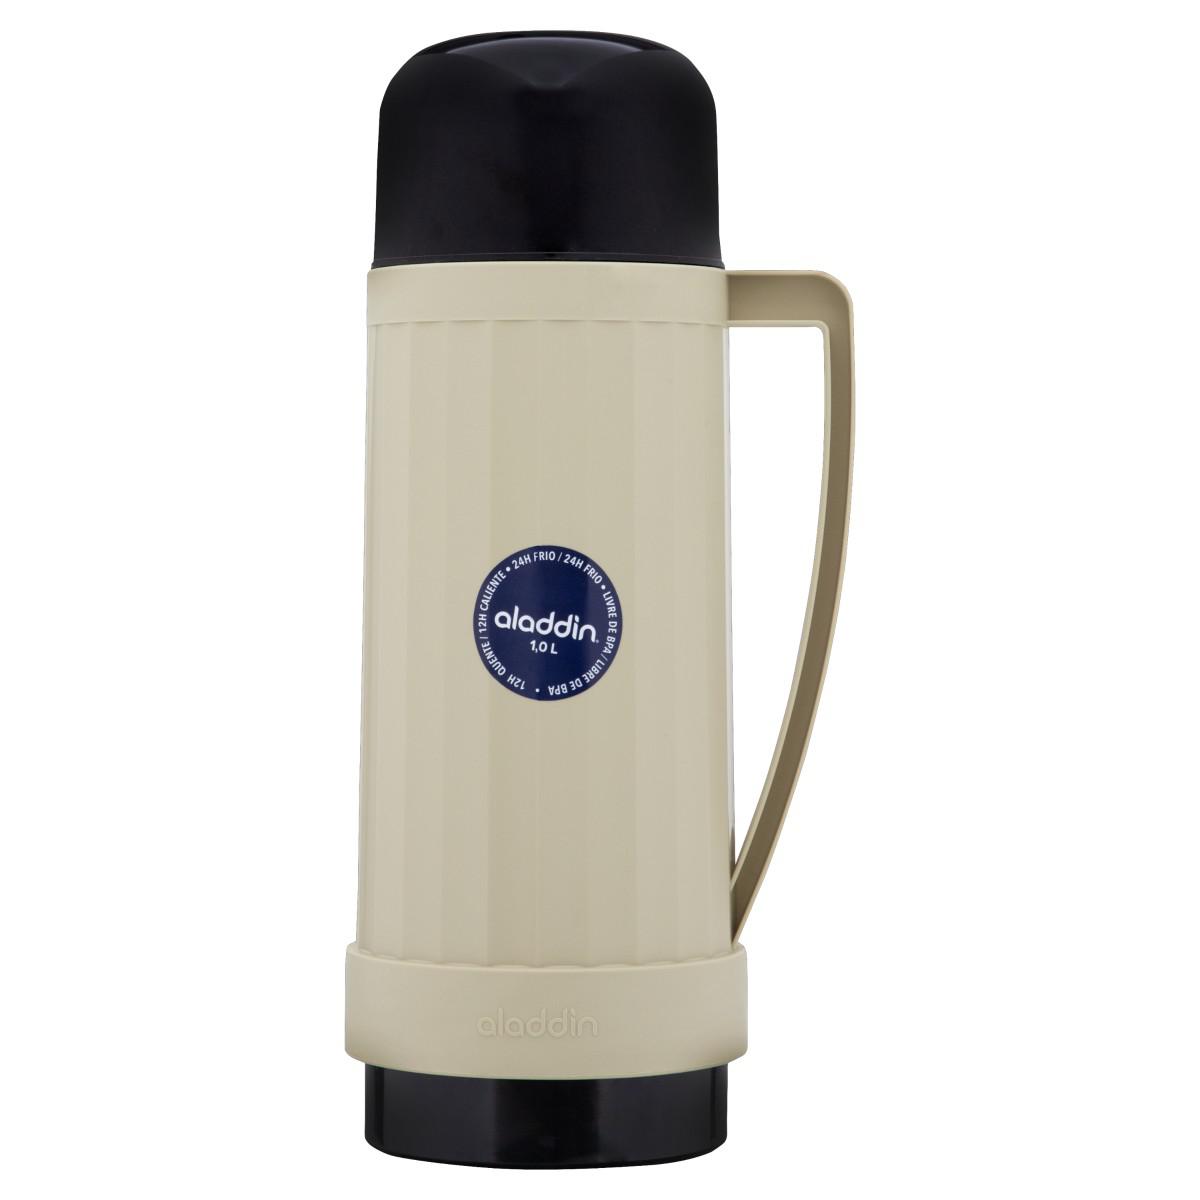 24H FRIO / 24H FRIO • LIVRE DE BPA / LIBRE DE BPA • 12H QUENTE / 12H CALIENTE •
aladdin
1,0 L
aladdin